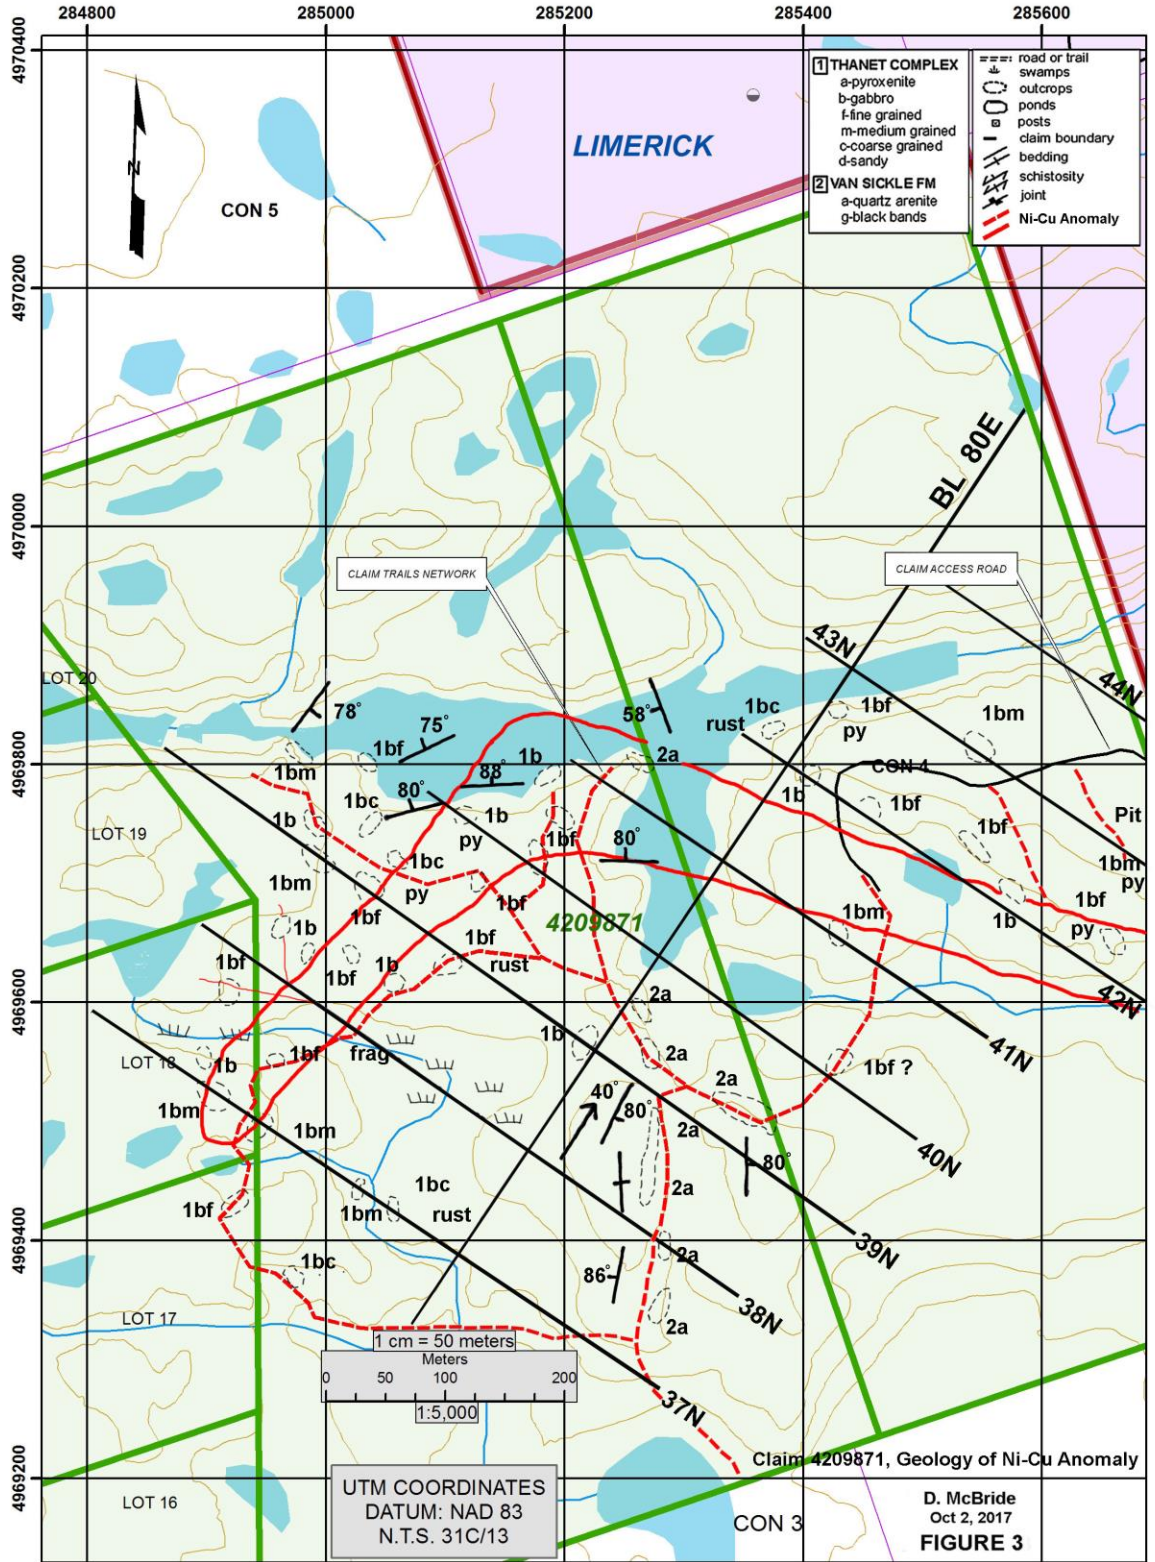 284800 285000 285200 285400 285600
4970400
4970200
4970000
4969800
4969600
4969400
4969200
N
CON 5
LIMERICK
1 THANET COMPLEX
a-pyroxenite
b-gabbro
f-fine grained
m-medium grained
c-coarse grained
d-sandy
2 VAN SICKLE FM
a-quartz arenite
g-black bands
road or trail
swamps
outcrops
ponds
posts
claim boundary
bedding
schistosity
joint
Ni-Cu Anomaly
BL 80E
CLAIM TRAILS NETWORK
CLAIM ACCESS ROAD
43N
44N
LOT 20
78°
75°
1bf
58°
1bc
rust
1bf
py
1bm
2a
1bm
88°
1b
80°
CON 4
1b
1bf
1bc
1b
py
1bf
LOT 19
1b
1bf
Pit
80°
1bm
py
1bc
py
1bm
1bf
1bf
4209871
1bm
1b
1bf
py
1b
1bf
rust
1bf
1bf
1b
42N
2a
41N
1b
frag
1bf
1b
LOT 18
2a
1bf ?
1bm
40°
80°
2a
1bm
2a
40N
80°
1bc
2a
1bf
1bm
rust
39N
2a
86°
1bc
38N
2a
LOT 17
1 cm = 50 meters
Meters
0 50 100 200
1:5,000
37N
Claim 4209871, Geology of Ni-Cu Anomaly
UTM COORDINATES
DATUM: NAD 83
N.T.S. 31C/13
LOT 16
CON 3
D. McBride
Oct 2, 2017
FIGURE 3